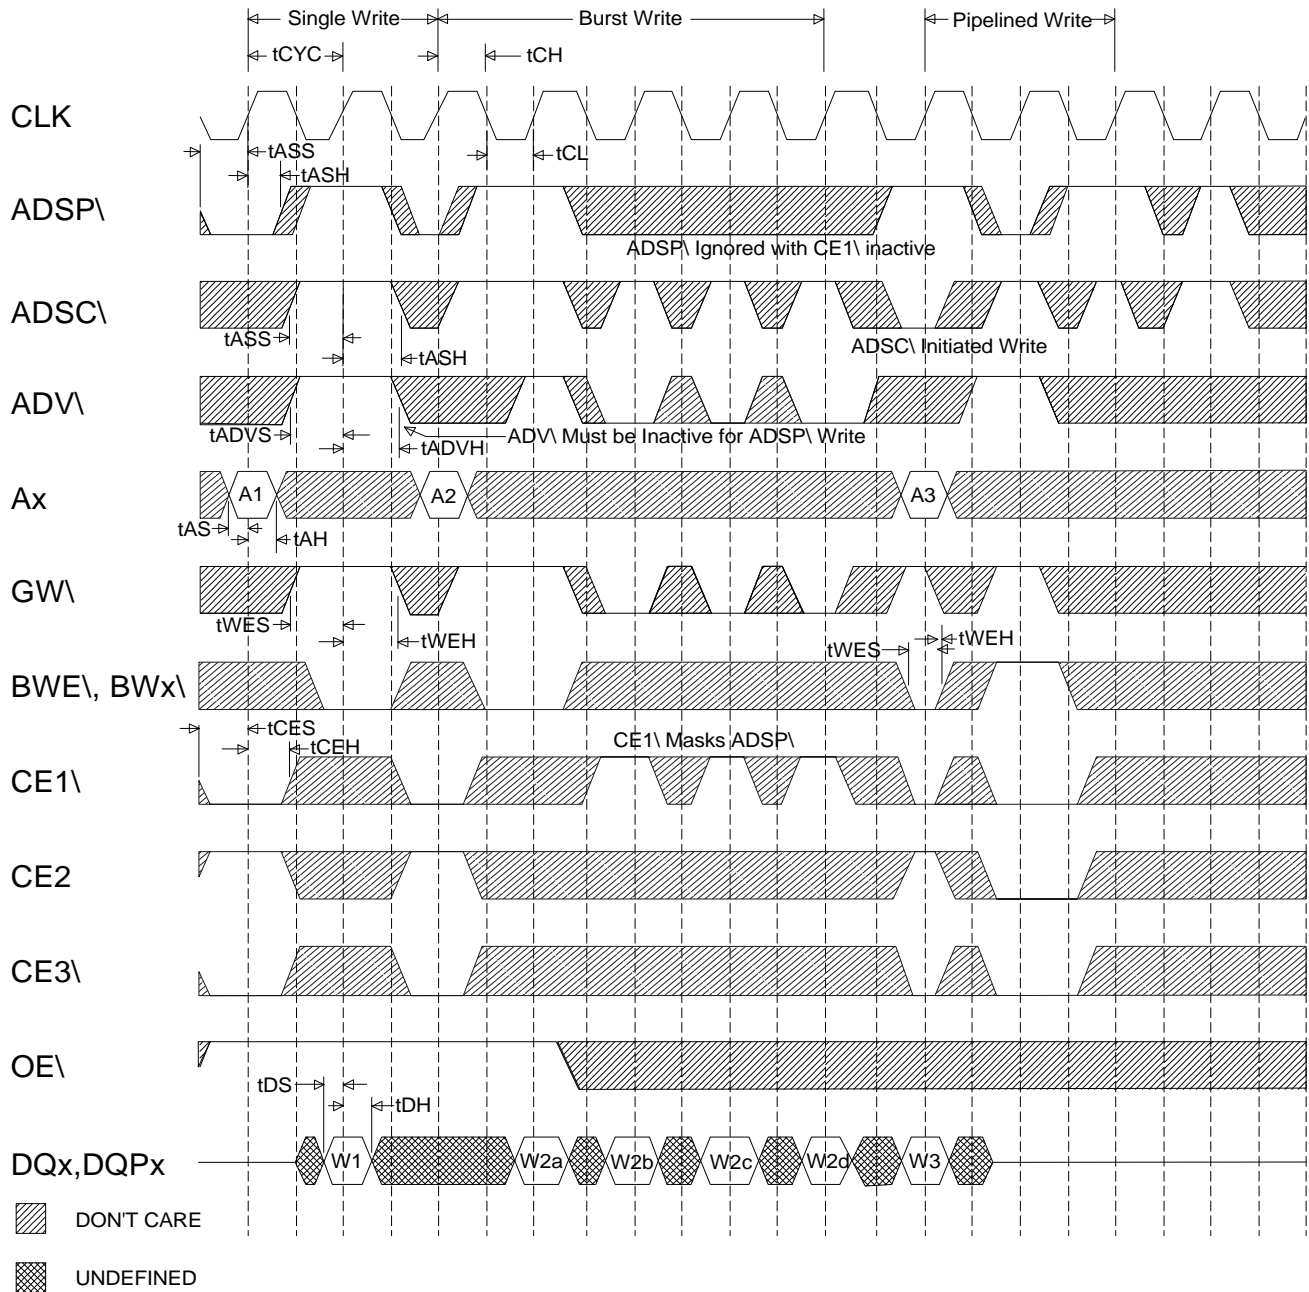 Single Write
Burst Write
Pipelined Write
tCYC
tCH
CLK
tASS
tCL
tASH
ADSP\
ADSP\ Ignored with CE1\ inactive
ADSC\
tASS
tASH
ADSC\ Initiated Write
ADV\
tADVS
tADVH
ADV\ Must be Inactive for ADSP\ Write
Ax
A1
A2
A3
tAS
tAH
GW\
tWES
tWEH
tWES
tWEH
BWE\, BWx\
tCES
tCEH
CE1\ Masks ADSP\
CE1\
CE2
CE3\
OE\
tDS
tDH
DQx,DQPx
W1
W2a
W2b
W2c
W2d
W3
DON'T CARE
UNDEFINED